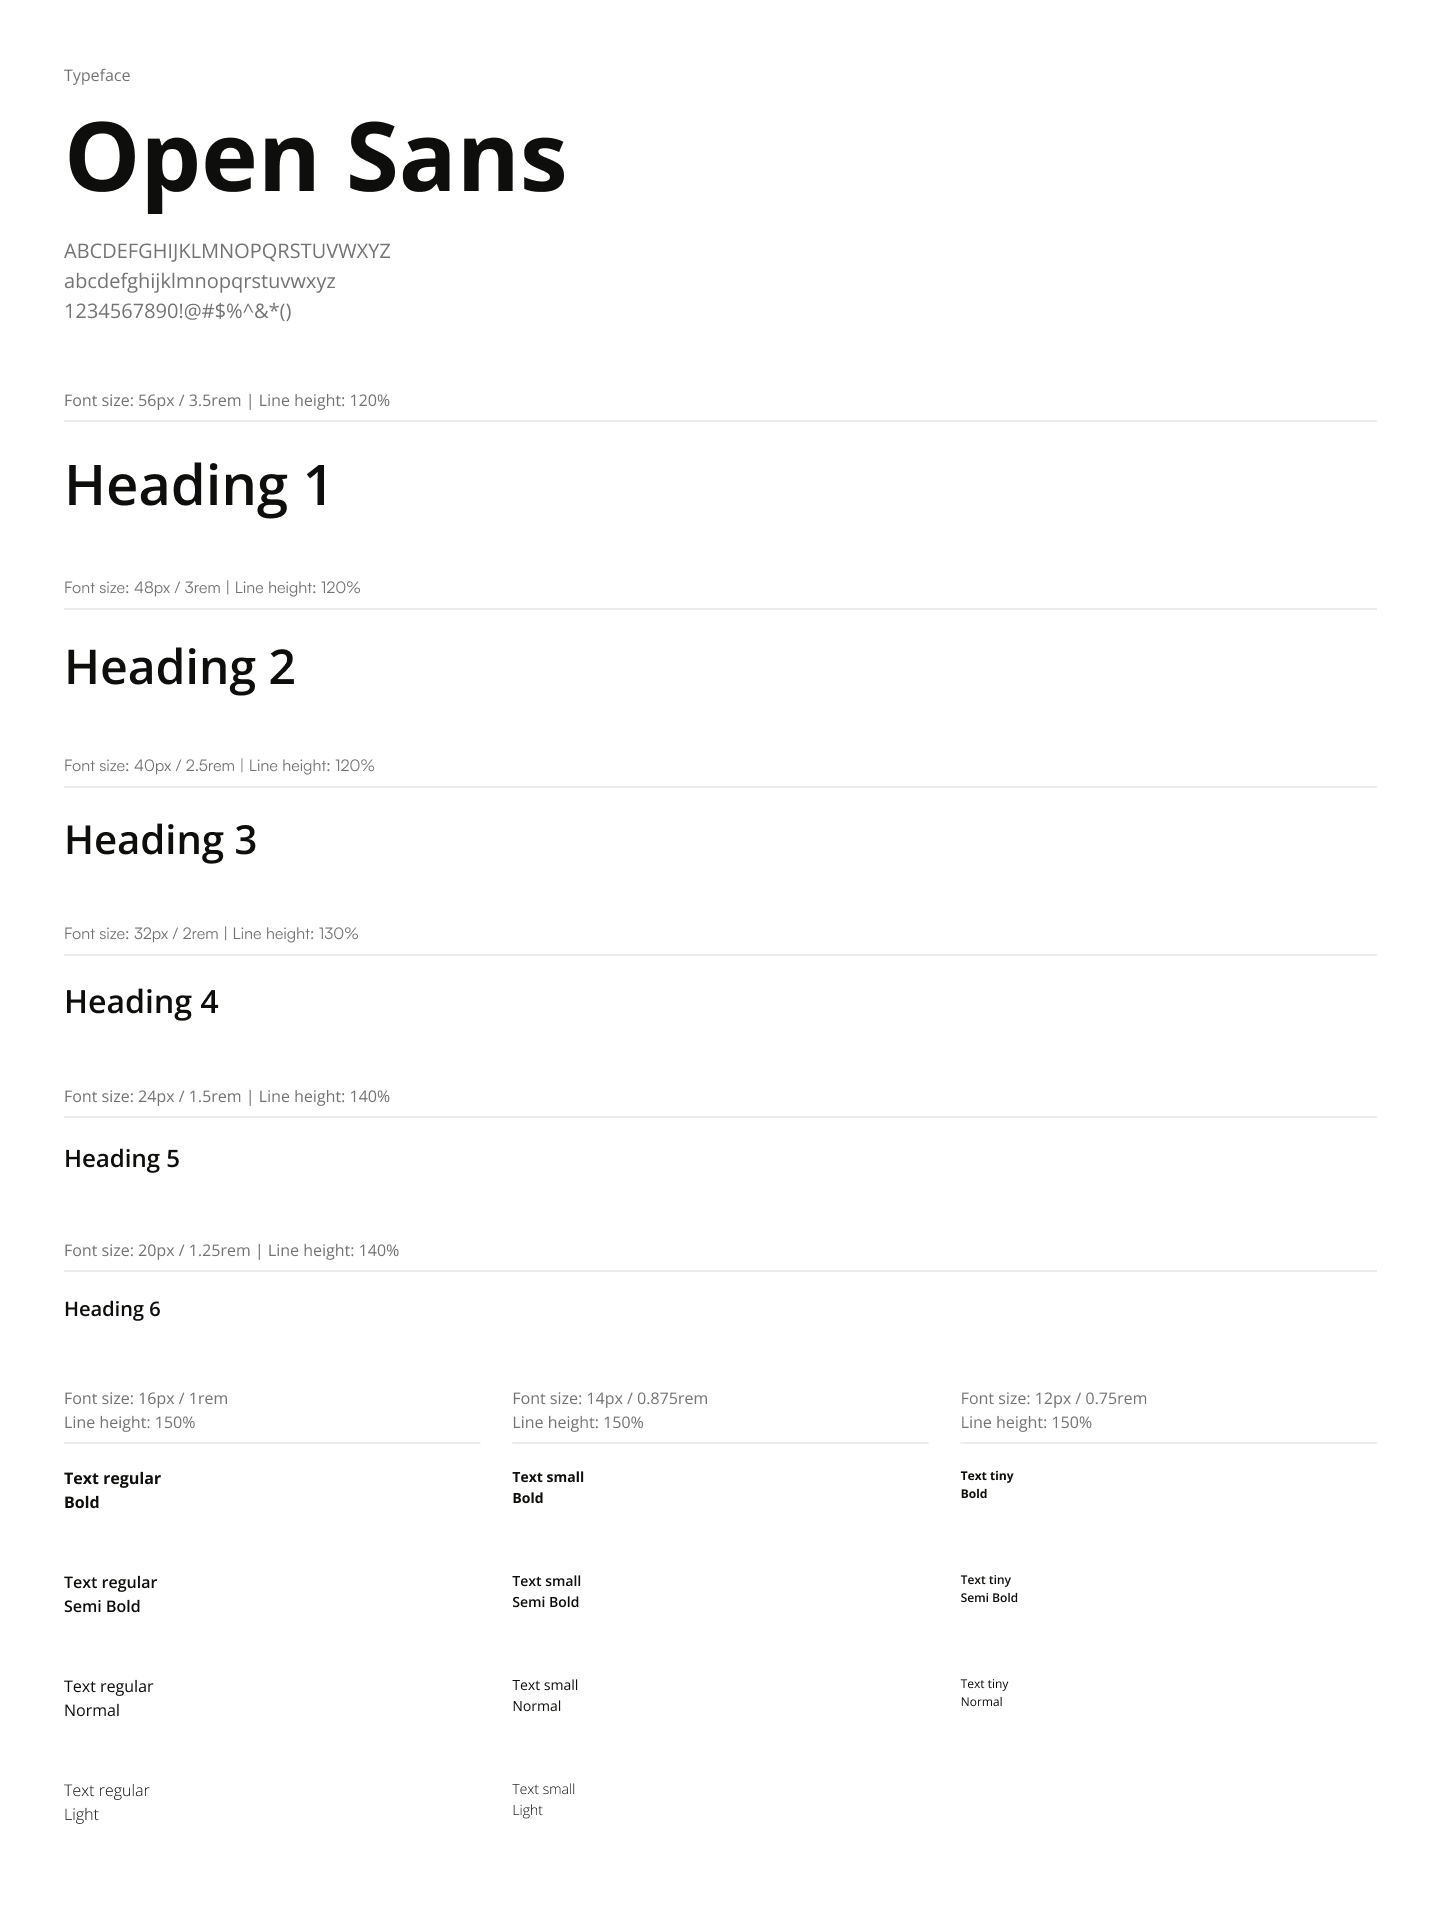 Typeface
Open Sans
ABCDEFGHIJKLMNOPQRSTUVWXYZ
abcdefghijklmnopqrstuvwxyz
1234567890!@#$%^&*()
Font size: 56px / 3.5rem | Line height: 120%
Heading 1
Font size: 48px / 3rem | Line height: 120%
Heading 2
Font size: 40px / 2.5rem | Line height: 120%
Heading 3
Font size: 32px / 2rem | Line height: 130%
Heading 4
Font size: 24px / 1.5rem | Line height: 140%
Heading 5
Font size: 20px / 1.25rem | Line height: 140%
Heading 6
Font size: 16px / 1rem
Line height: 150%
Text regular
Bold
Text regular
Semi Bold
Text regular
Normal
Text regular
Light
Font size: 14px / 0.875rem
Line height: 150%
Text small
Bold
Text small
Semi Bold
Text small
Normal
Text small
Light
Font size: 12px / 0.75rem
Line height: 150%
Text tiny
Bold
Text tiny
Semi Bold
Text tiny
Normal